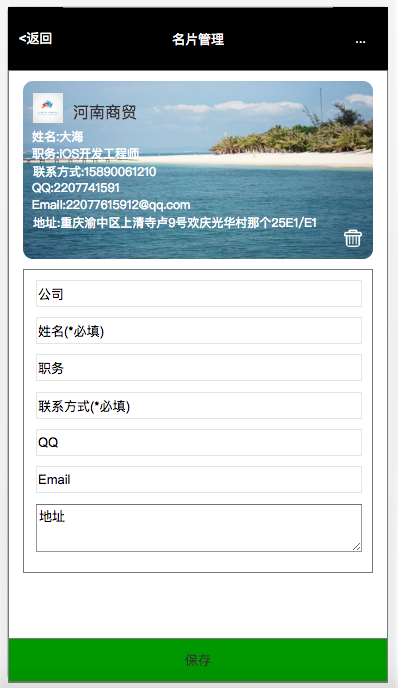 <返回
名片管理
...
河南商贸
姓名:大海
职务:IOS开发工程师
联系方式:15890061210
QQ:2207741591
Email:22077615912@qq.com
地址:重庆渝中区上清寺卢9号欢庆光华村那个25E1/E1
公司
姓名(*必填)
职务
联系方式(*必填)
QQ
Email
地址
保存